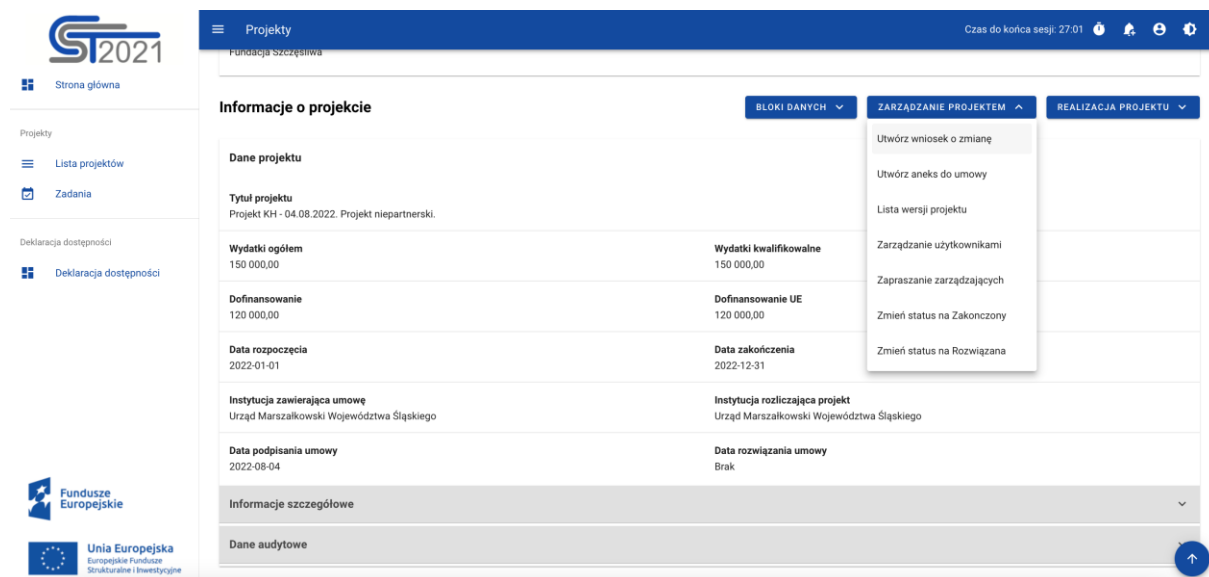 ST2021
Projekty
Czas do końca sesji: 27:01
Strona główna
Projekty
Lista projektów
Zadania
Deklaracja dostępności
Deklaracja dostępności
Fundacja Szczęśliwa
Informacje o projekcie
BLOKI DANYCH
ZARZĄDZANIE PROJEKTEM
REALIZACJA PROJEKTU
Utwórz wniosek o zmianę
Utwórz aneks do umowy
Lista wersji projektu
Zarządzanie użytkownikami
Zapraszanie zarządzających
Zmień status na Zakonczony
Zmień status na Rozwiązana
Dane projektu
Tytuł projektu
Projekt KH - 04.08.2022. Projekt niepartnerski.
Wydatki ogółem
150 000,00
Wydatki kwalifikowalne
150 000,00
Dofinansowanie
120 000,00
Dofinansowanie UE
120 000,00
Data rozpoczęcia
2022-01-01
Data zakończenia
2022-12-31
Instytucja zawierająca umowę
Urząd Marszałkowski Województwa Śląskiego
Instytucja rozliczająca projekt
Urząd Marszałkowski Województwa Śląskiego
Data podpisania umowy
2022-08-04
Data rozwiązania umowy
Brak
Informacje szczegółowe
Dane audytowe
Fundusze
Europejskie
Unia Europejska
Europejskie Fundusze
Strukturalne i Inwestycyjne